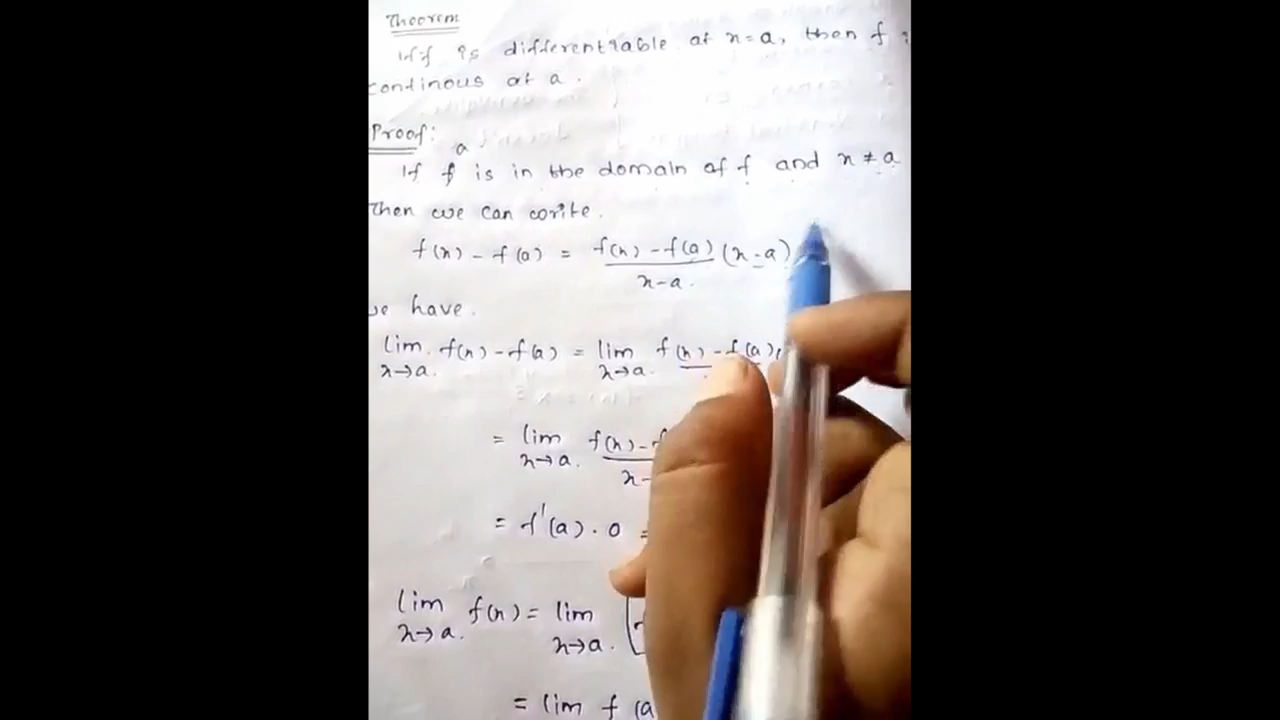 Theorem
If f is differentiable at x=a, then f
continous at a.
Proof:
a
If f is in the domain of f and x ≠ a
Then we can write.
f(x) - f(a) = f(x) - f(a) / x-a. (x-a)
we have.
lim x→a. f(x) - f(a) = lim x→a. f(x) - f(a)
= lim x→a. f(x) - f / x-
= f'(a) . 0 =
lim x→a. f(x) = lim x→a. [
= lim f (a